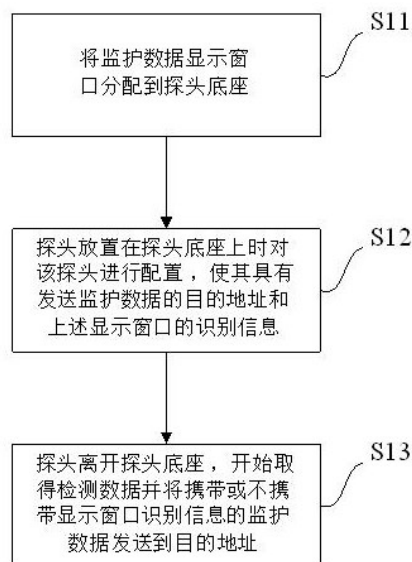 S11
将监护数据显示窗
口分配到探头底座
S12
探头放置在探头底座上时对
该探头进行配置，使其具有
发送监护数据的目的地址和
上述显示窗口的识别信息
S13
探头离开探头底座，开始取
得检测数据并将携带或不携
带显示窗口识别信息的监护
数据发送到目的地址